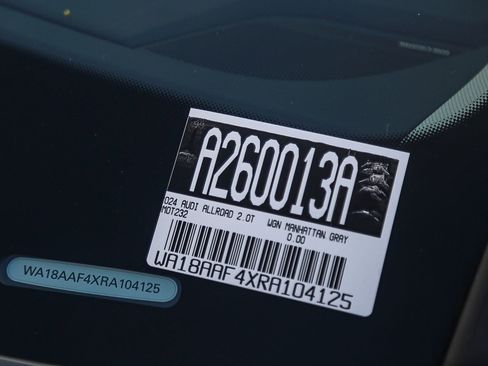 A260013A
024 AUDI ALLROAD 2.0T WGN MANHATTAN GRAY
MOT232 0.00
WA18AAF4XRA104125
WA18AAF4XRA104125